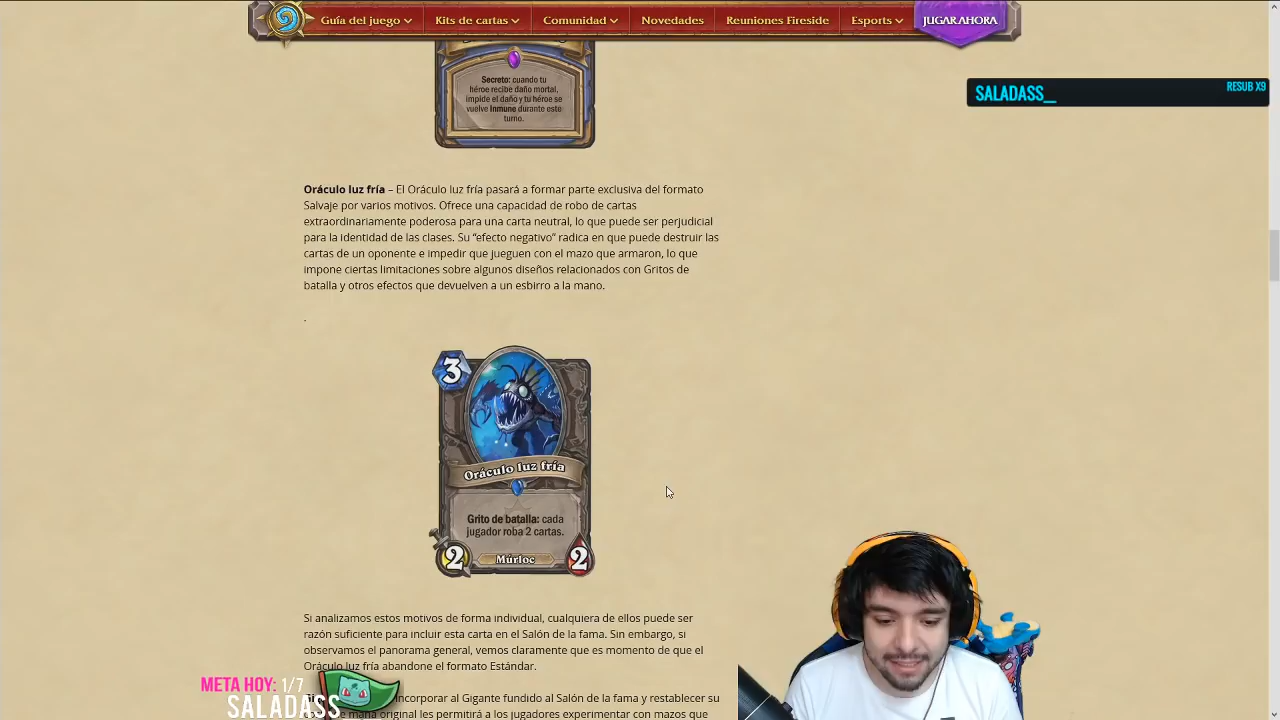 Guía del juego
Kits de cartas
Comunidad
Novedades
Reuniones Fireside
Esports
JUGAR AHORA
SALADASS__
RESUB X9
Secreto: cuando tu
héroe recibe daño mortal,
impide el daño y tu héroe se
vuelve Inmune durante este
turno.
Oráculo luz fría – El Oráculo luz fría pasará a formar parte exclusiva del formato
Salvaje por varios motivos. Ofrece una capacidad de robo de cartas
extraordinariamente poderosa para una carta neutral, lo que puede ser perjudicial
para la identidad de las clases. Su “efecto negativo” radica en que puede destruir las
cartas de un oponente e impedir que jueguen con el mazo que armaron, lo que
impone ciertas limitaciones sobre algunos diseños relacionados con Gritos de
batalla y otros efectos que devuelven a un esbirro a la mano.
.
3
Oráculo luz fría
Grito de batalla: cada
jugador roba 2 cartas.
2
Múrloc
2
Si analizamos estos motivos de forma individual, cualquiera de ellos puede ser
razón suficiente para incluir esta carta en el Salón de la fama. Sin embargo, si
observamos el panorama general, vemos claramente que es momento de que el
Oráculo luz fría abandone el formato Estándar.
META HOY: 1/7
SALADASS
incorporar al Gigante fundido al Salón de la fama y restablecer su
maná original les permitirá a los jugadores experimentar con mazos que